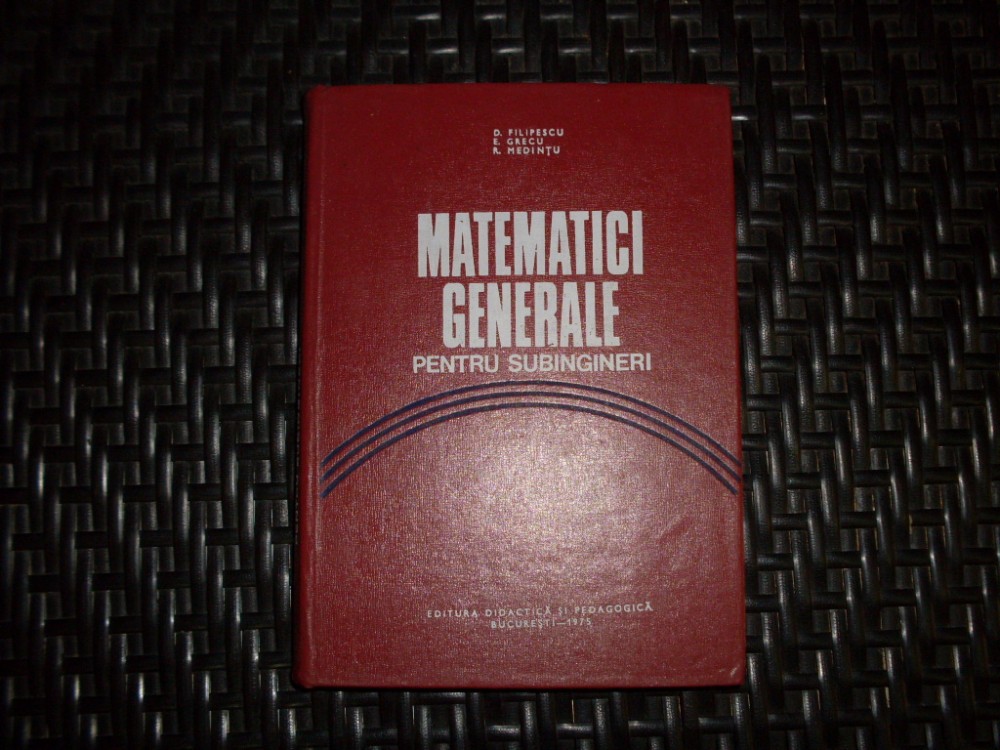 D. FILIPESCU
E. GRECU
R. MEDINȚU
MATEMATICI
GENERALE
PENTRU SUBINGINERI
EDITURA DIDACTICĂ ȘI PEDAGOGICĂ
BUCUREȘTI—1975